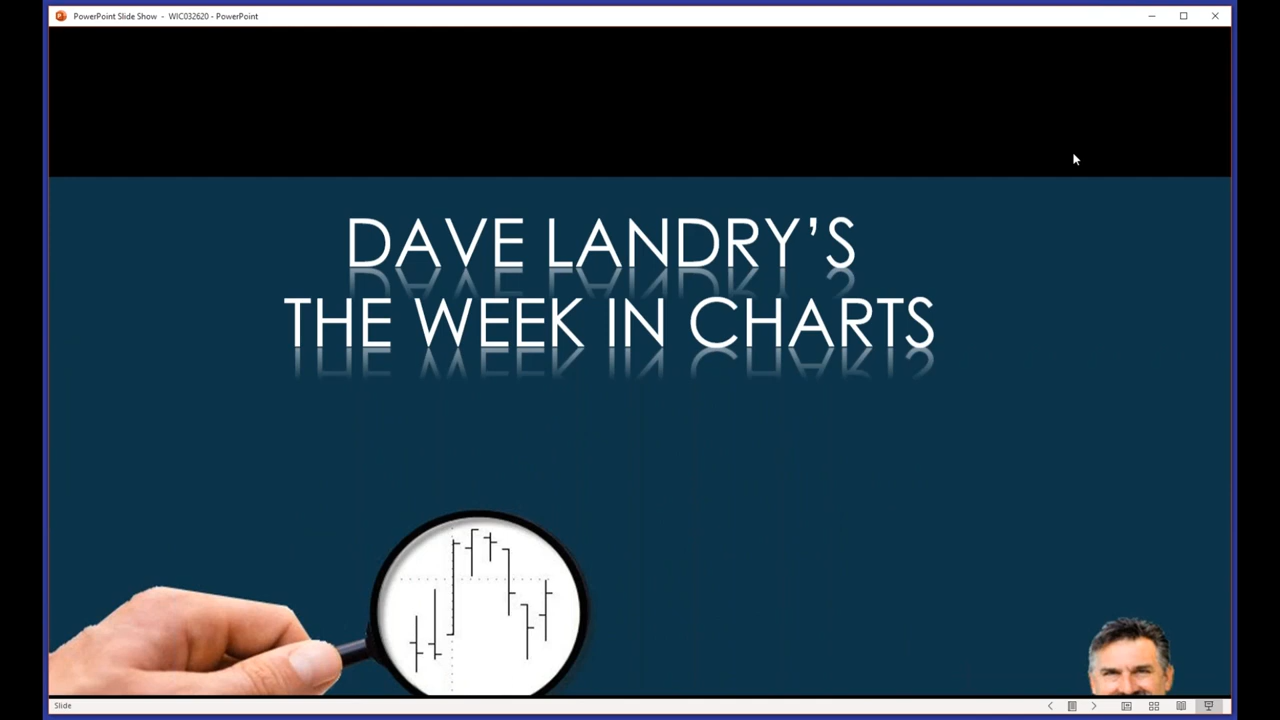 PowerPoint Slide Show - WIC032620 - PowerPoint
DAVE LANDRY'S
THE WEEK IN CHARTS
Slide